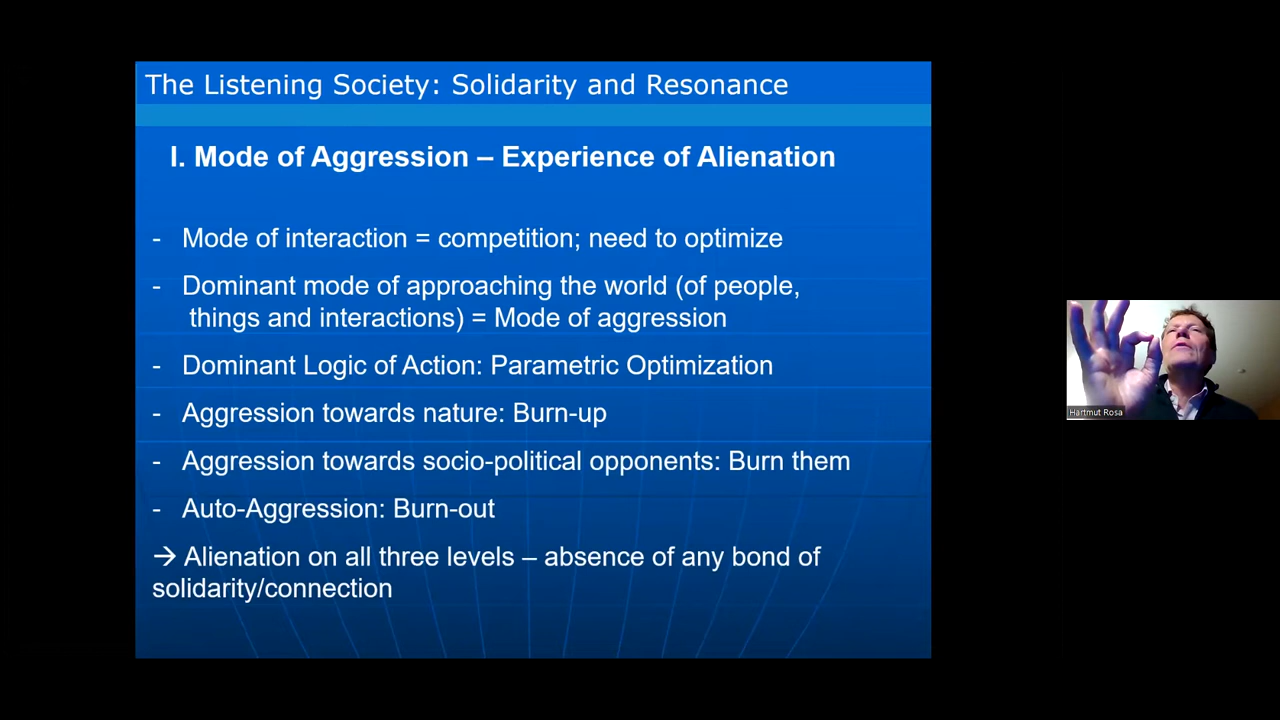 The Listening Society: Solidarity and Resonance
I. Mode of Aggression – Experience of Alienation
- Mode of interaction = competition; need to optimize
- Dominant mode of approaching the world (of people,
things and interactions) = Mode of aggression
- Dominant Logic of Action: Parametric Optimization
- Aggression towards nature: Burn-up
- Aggression towards socio-political opponents: Burn them
- Auto-Aggression: Burn-out
→ Alienation on all three levels – absence of any bond of
solidarity/connection
Hartmut Rosa